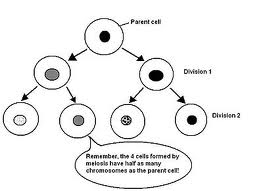 Parent cell
Division 1
Division 2
Remember, the 4 cells formed by
meiosis have half as many
chromosomes as the parent cell!